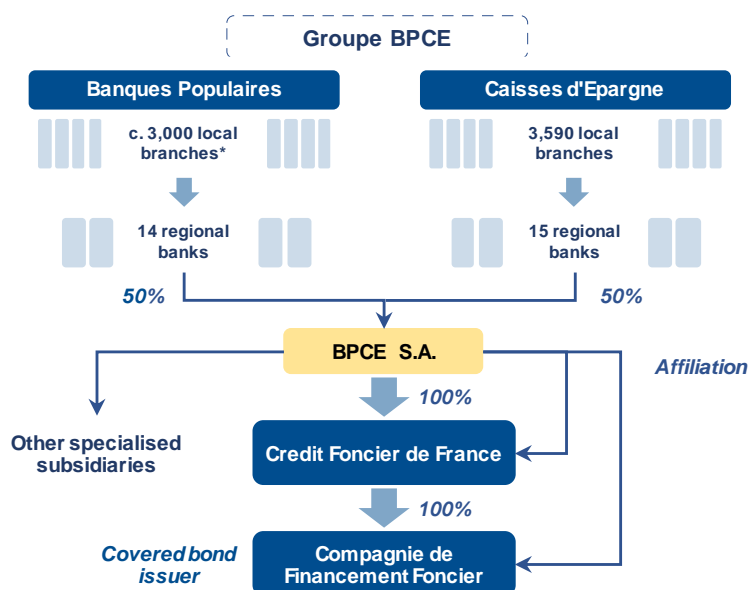 Groupe BPCE
Banques Populaires
Caisses d'Epargne
c. 3,000 local
branches*
3,590 local
branches
14 regional
banks
15 regional
banks
50%
50%
BPCE S.A.
Affiliation
100%
Other specialised
subsidiaries
Credit Foncier de France
100%
Covered bond
issuer
Compagnie de
Financement Foncier